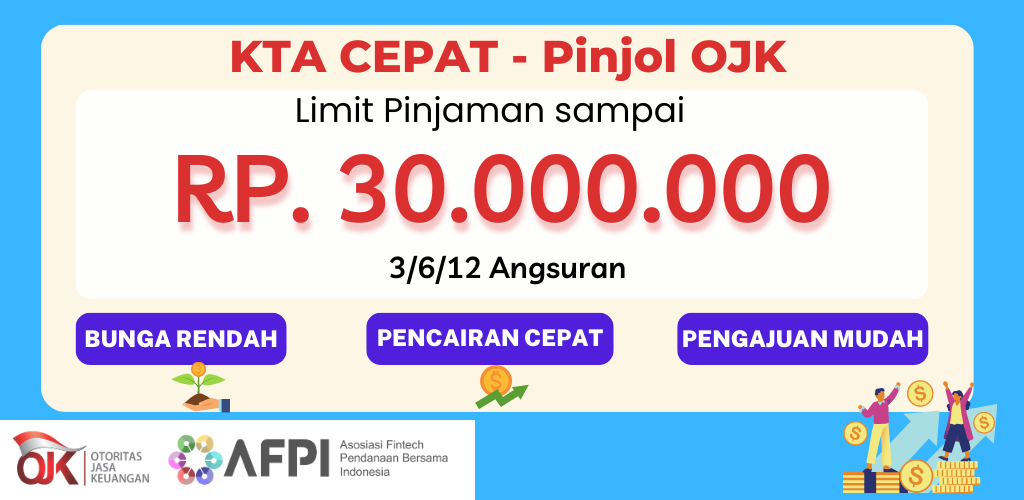 KTA CEPAT - Pinjol OJK
Limit Pinjaman sampai
RP. 30.000.000
3/6/12 Angsuran
BUNGA RENDAH
PENCAIRAN CEPAT
PENGAJUAN MUDAH
OJK
OTORITAS
JASA
KEUANGAN
AFPI
Asosiasi Fintech
Pendanaan Bersama
Indonesia